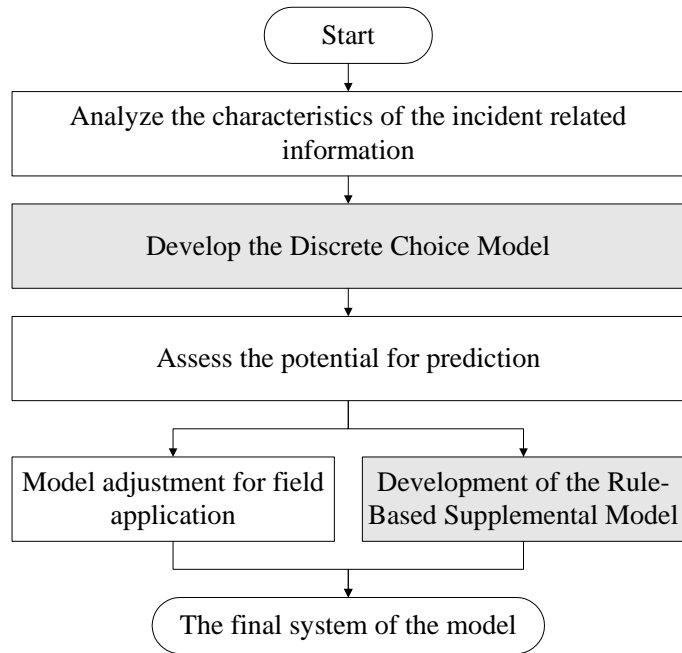 Start
Analyze the characteristics of the incident related
information
Develop the Discrete Choice Model
Assess the potential for prediction
Model adjustment for field
application
Development of the Rule-
Based Supplemental Model
The final system of the model